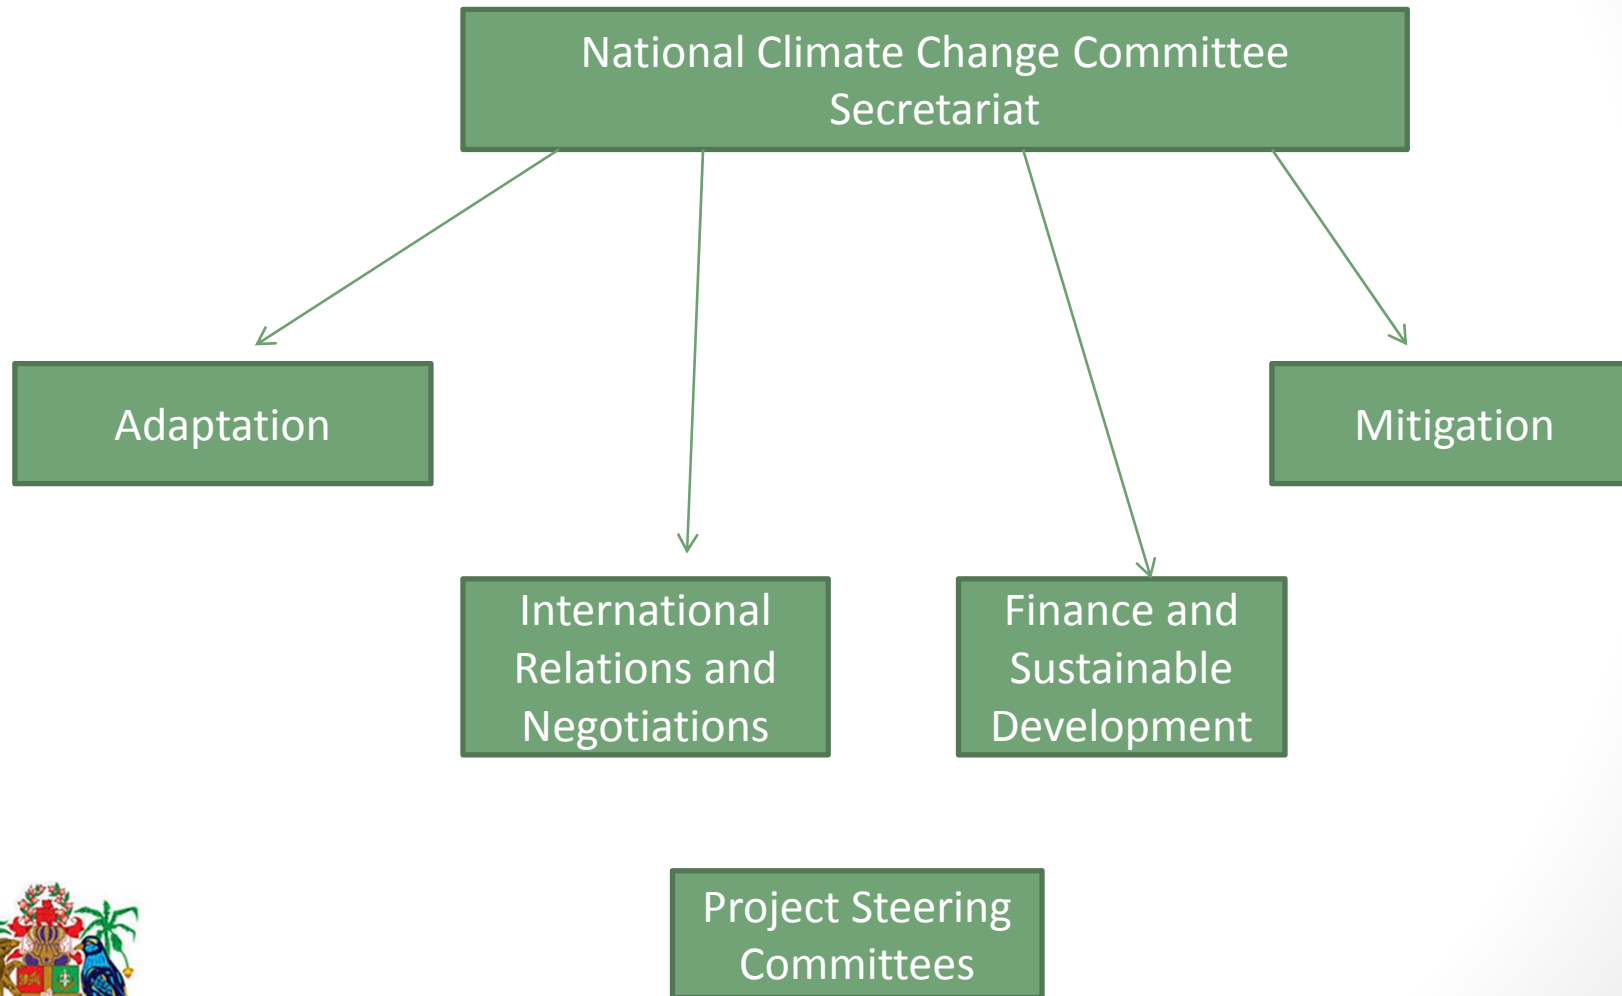 National Climate Change Committee
Secretariat
Adaptation
Mitigation
International
Relations and
Negotiations
Finance and
Sustainable
Development
Project Steering
Committees